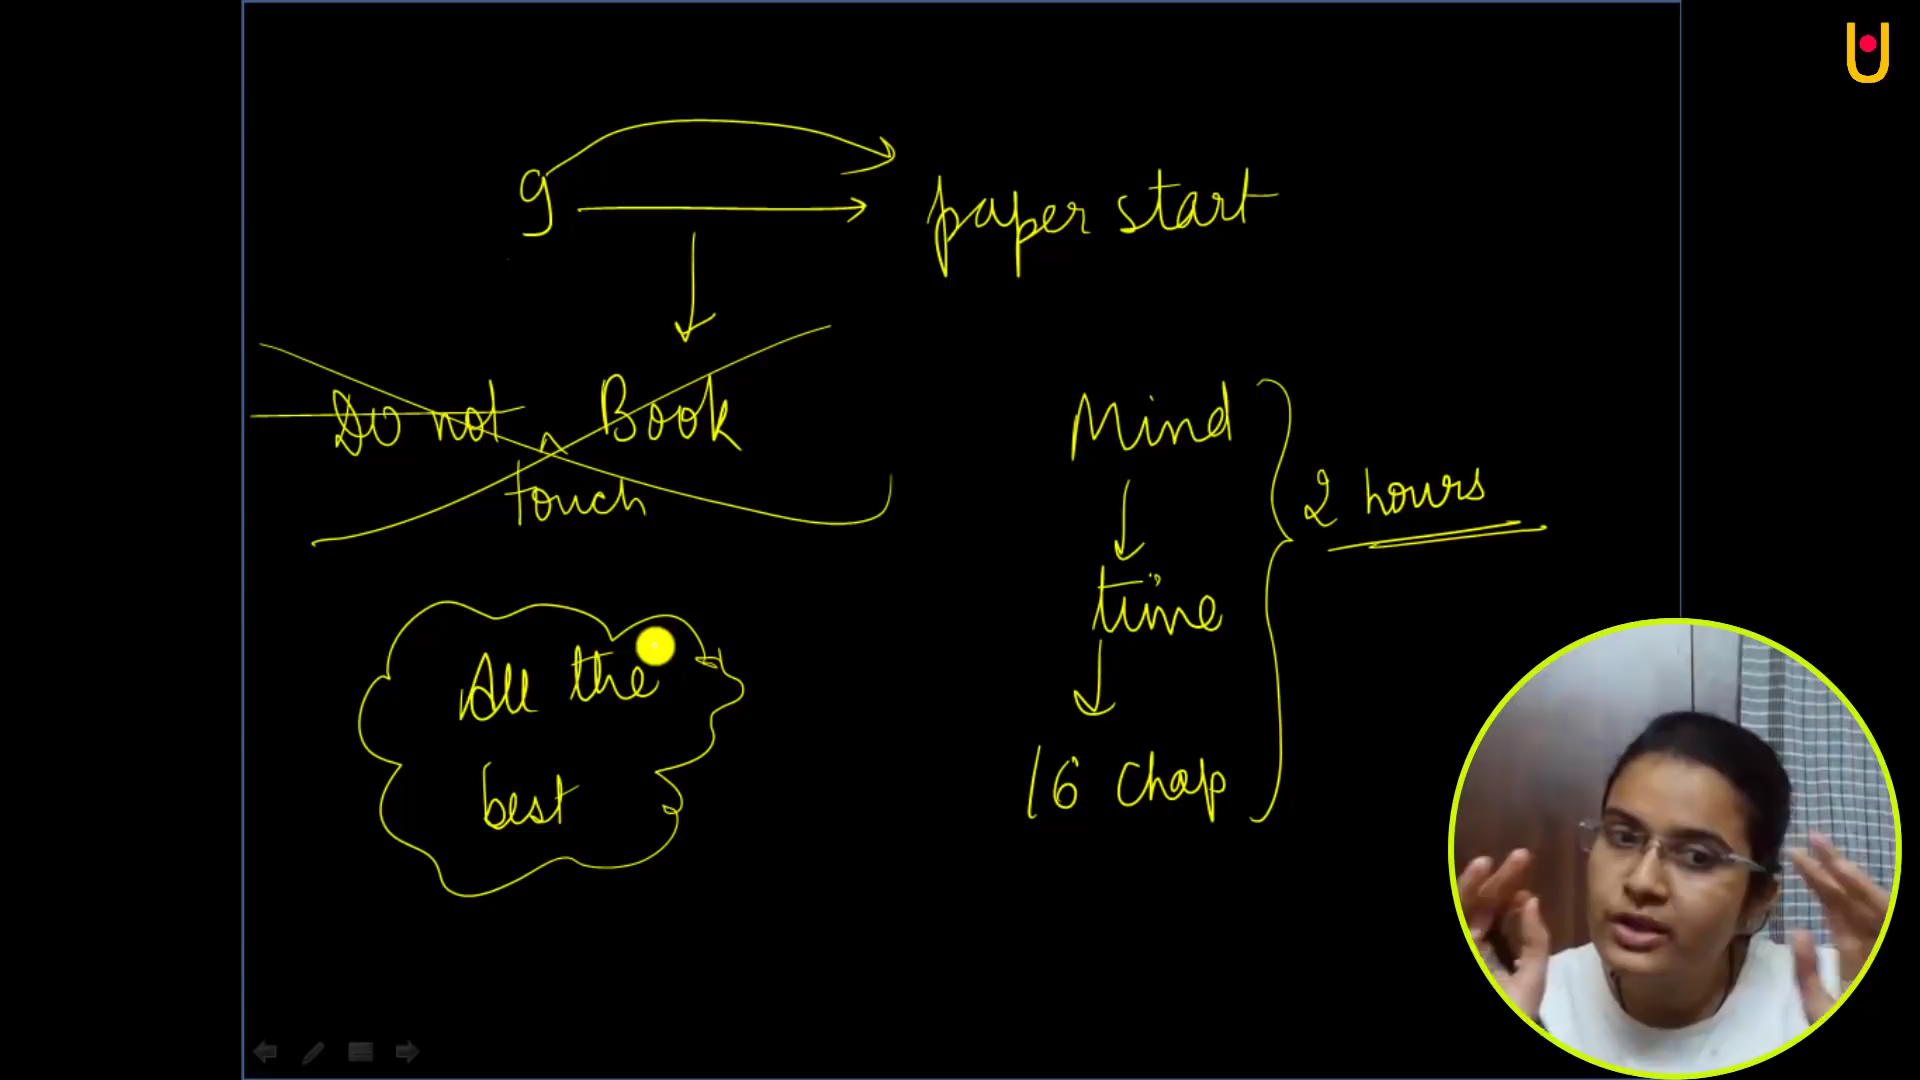 9 paper start
Do not Book
touch
Mind
time
16 Chap
2 hours
All the
best